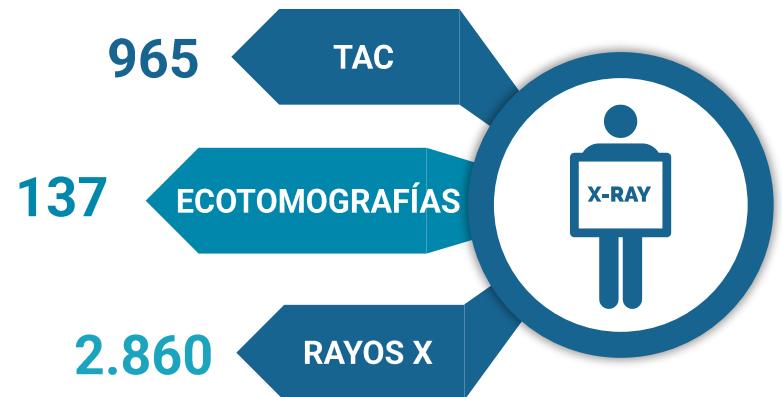 965
TAC
137
ECOTOMOGRAFÍAS
X-RAY
2.860
RAYOS X